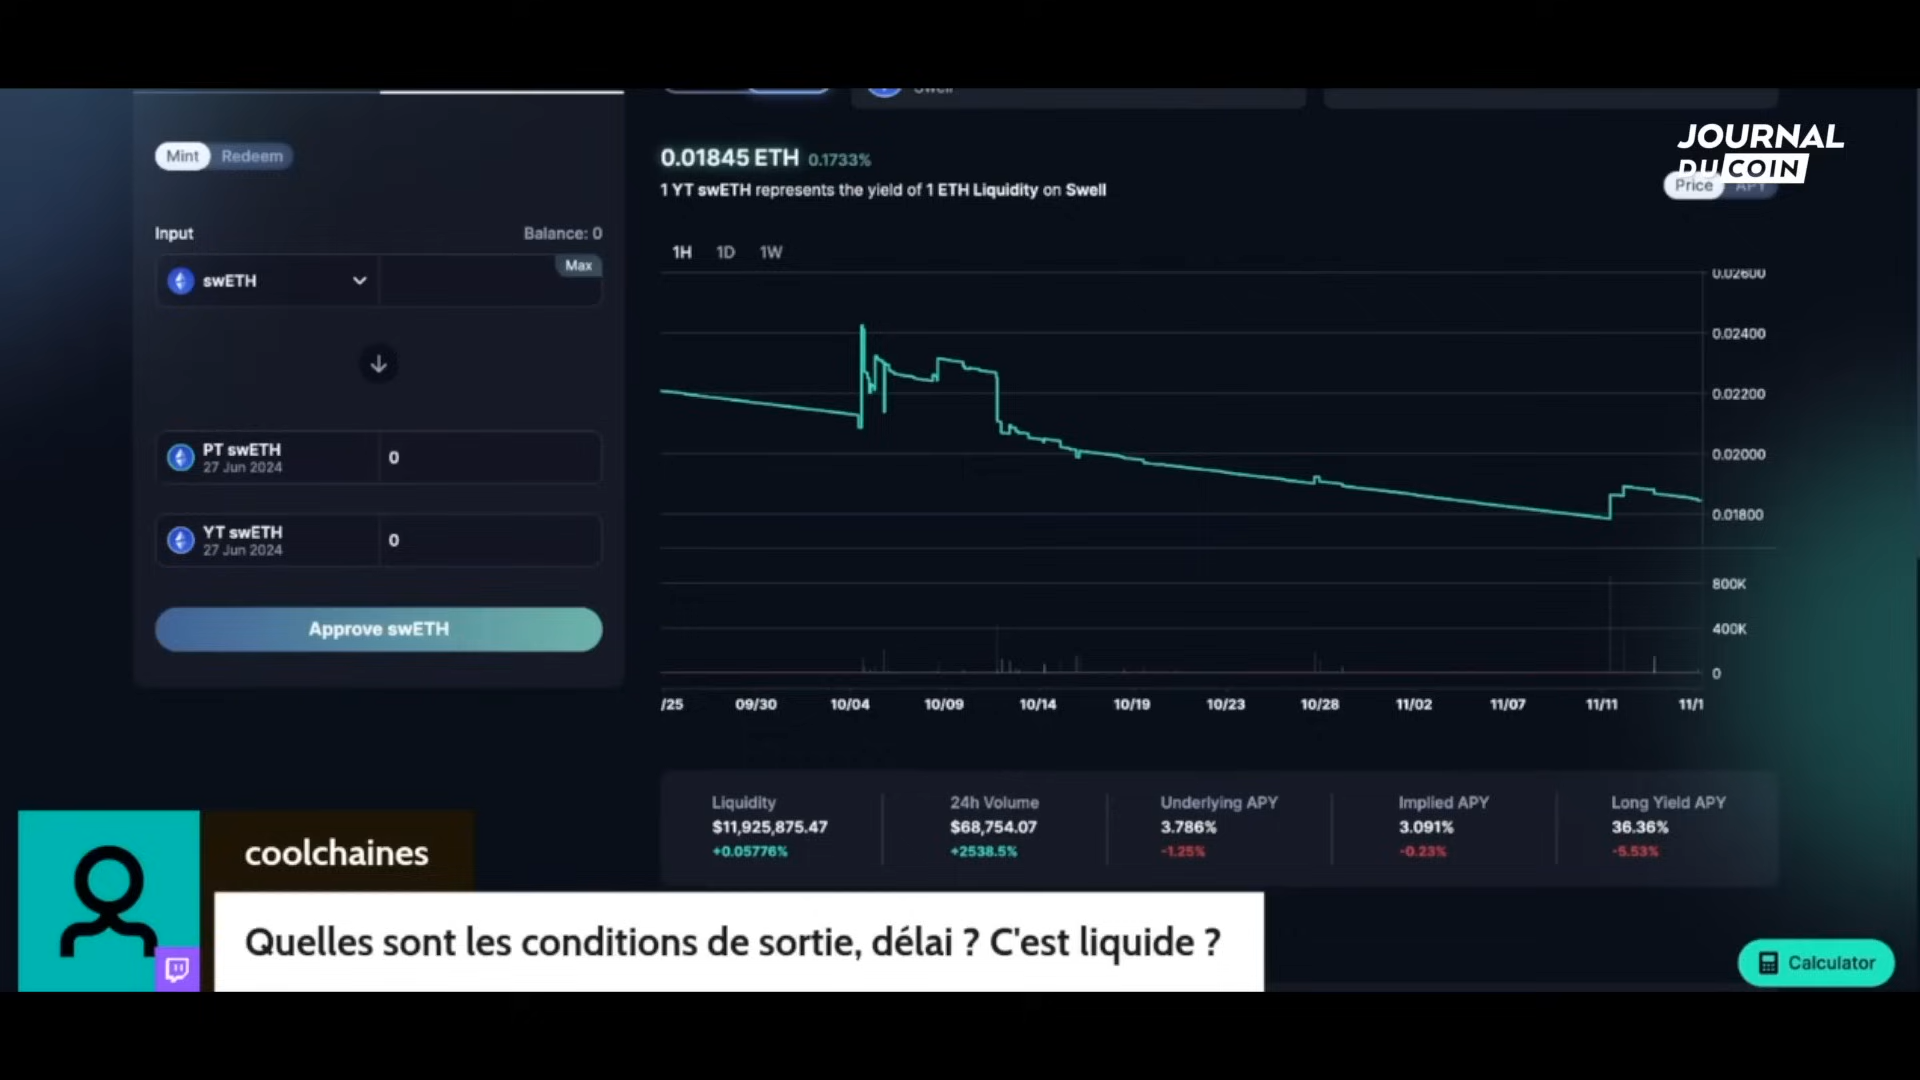 Swell
JOURNAL
DU COIN
Mint
Redeem
0.01845 ETH 0.1733%
1 YT swETH represents the yield of 1 ETH Liquidity on Swell
Price
APY
Input
Balance: 0
1H 1D 1W
swETH
Max
0.02600
0.02400
0.02200
0.02000
0.01800
PT swETH
27 Jun 2024
0
YT swETH
27 Jun 2024
0
Approve swETH
800K
400K
0
/25 09/30 10/04 10/09 10/14 10/19 10/23 10/28 11/02 11/07 11/11 11/1
Liquidity
$11,925,875.47
+0.05776%
24h Volume
$68,754.07
+2538.5%
Underlying APY
3.786%
-1.25%
Implied APY
3.091%
-0.23%
Long Yield APY
36.36%
-5.53%
coolchaines
Quelles sont les conditions de sortie, délai ? C'est liquide ?
Calculator